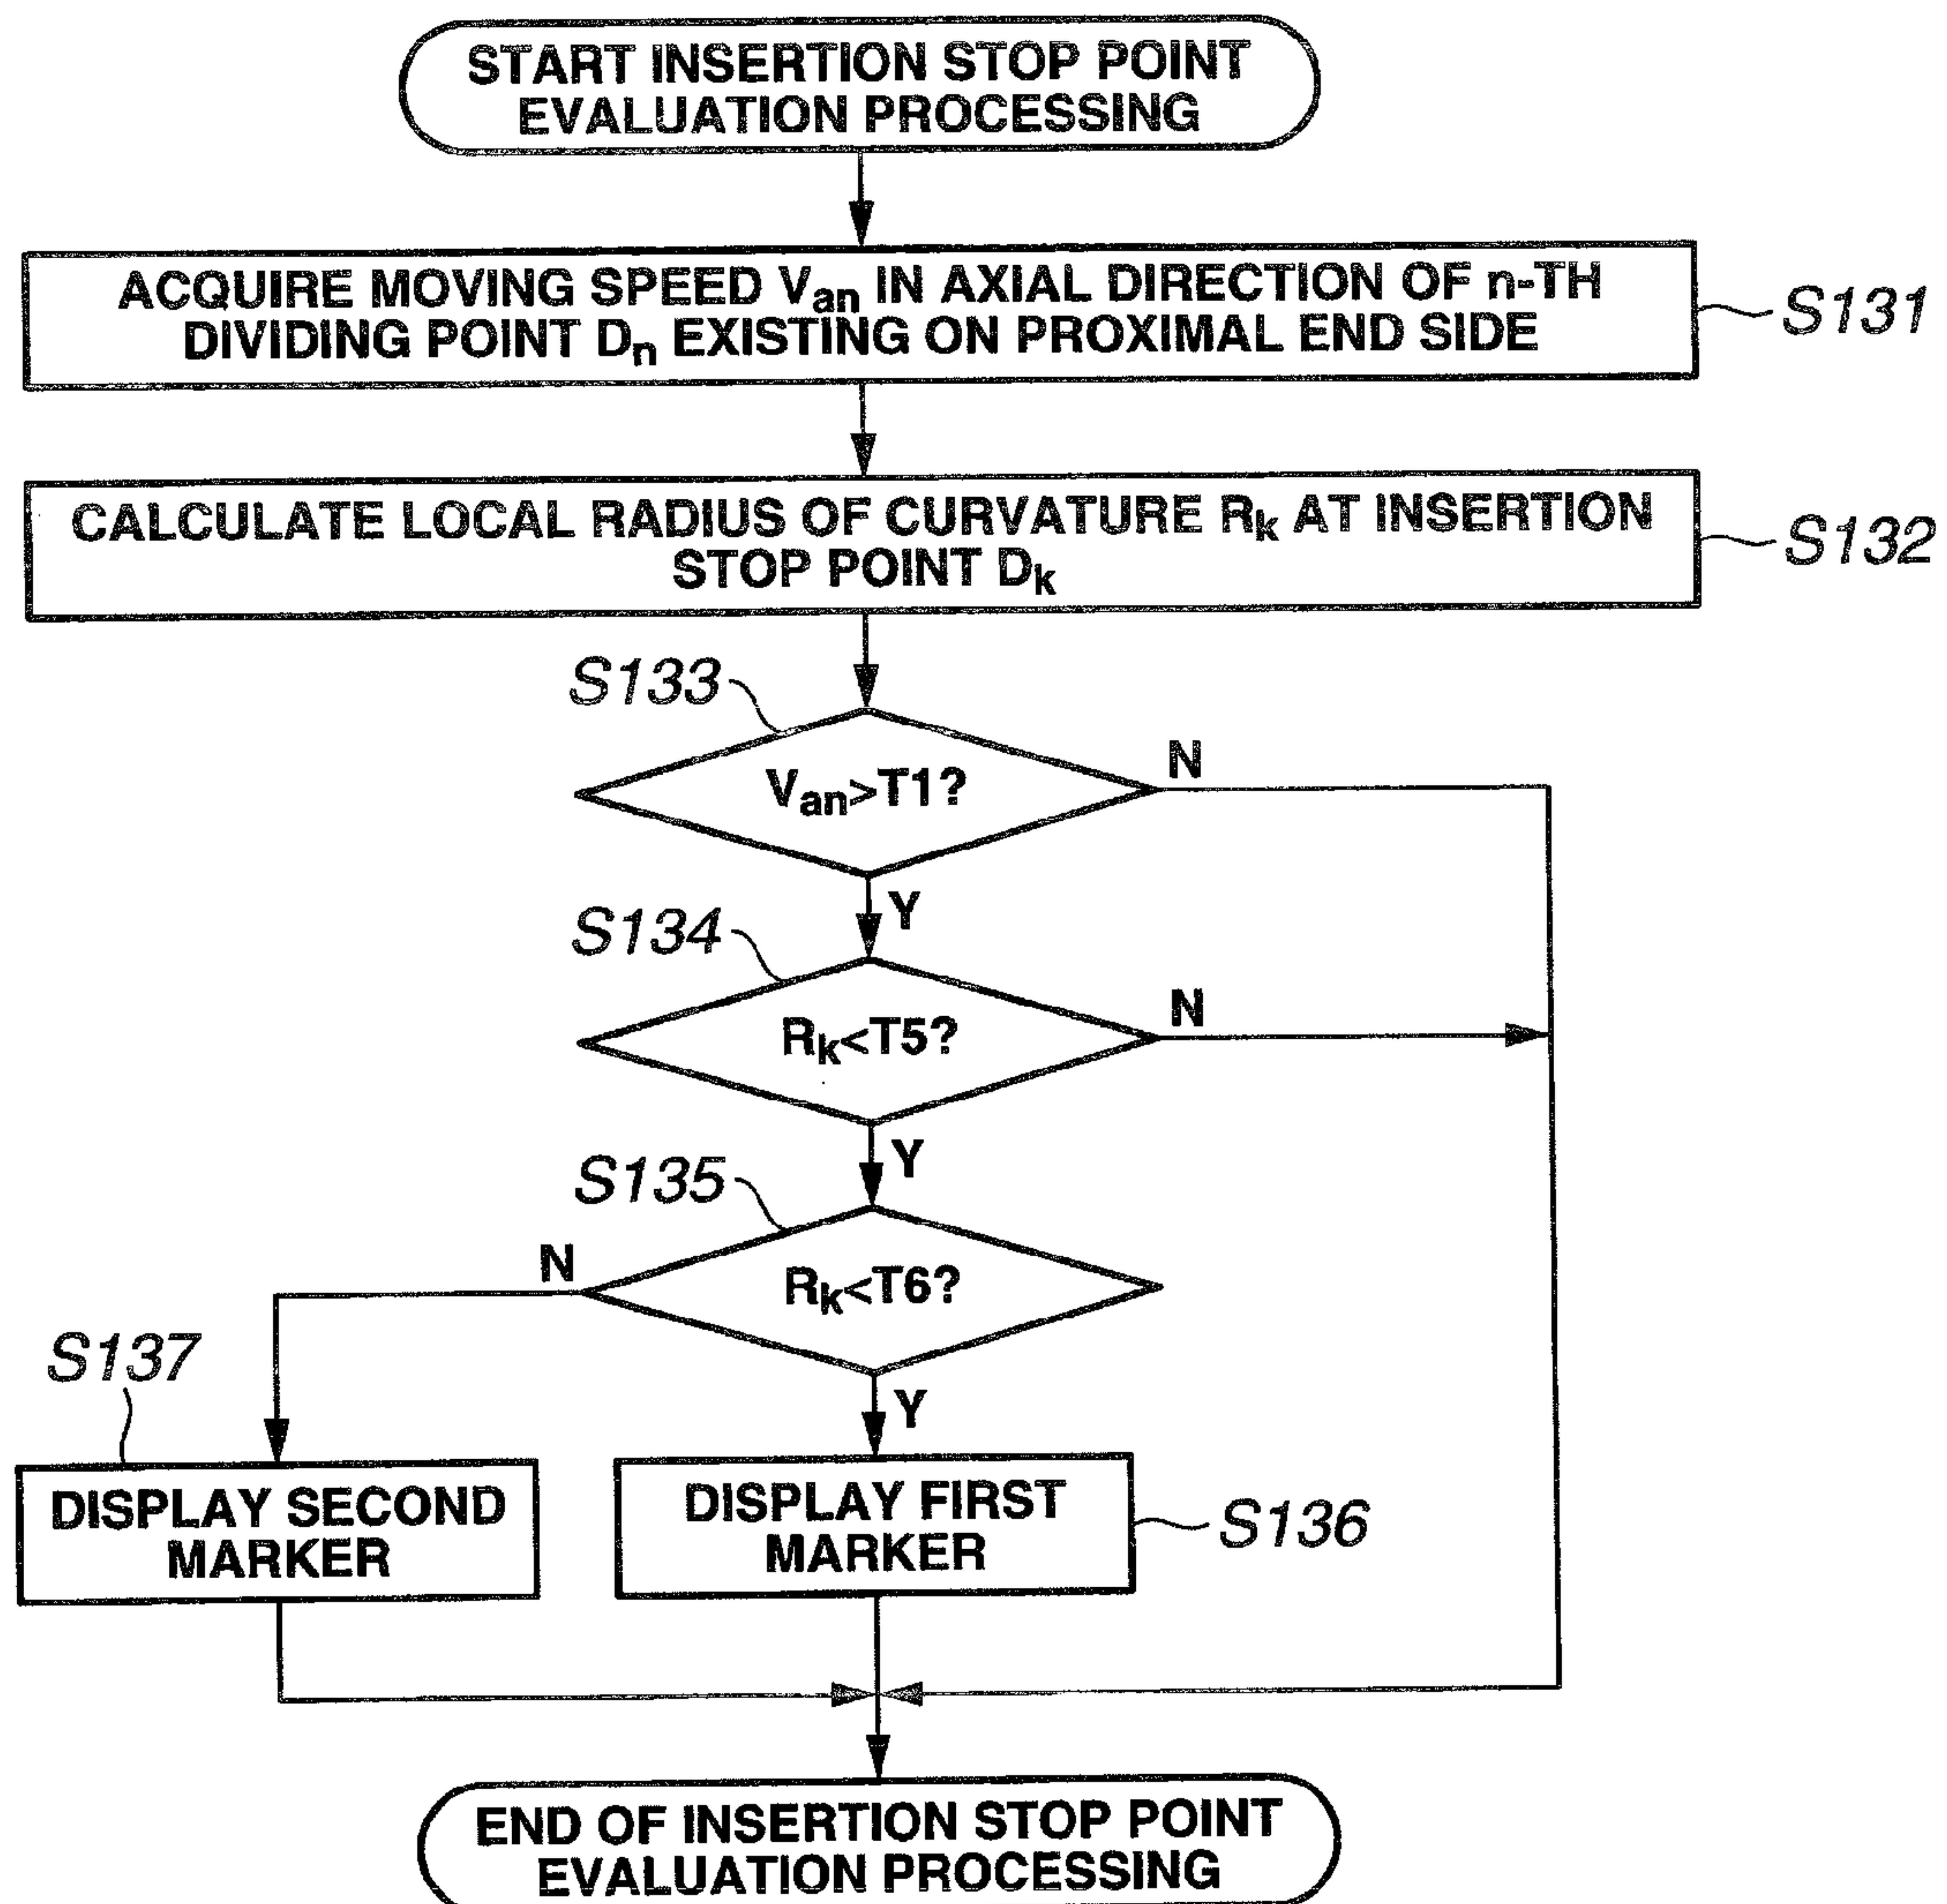 START INSERTION STOP POINT
EVALUATION PROCESSING
ACQUIRE MOVING SPEED Van IN AXIAL DIRECTION OF n-TH
DIVIDING POINT Dn EXISTING ON PROXIMAL END SIDE
S131
CALCULATE LOCAL RADIUS OF CURVATURE Rk AT INSERTION
STOP POINT Dk
S132
S133
Van>T1?
N
Y
S134
Rk<T5?
N
Y
S135
N
Rk<T6?
Y
S137
DISPLAY SECOND
MARKER
DISPLAY FIRST
MARKER
S136
END OF INSERTION STOP POINT
EVALUATION PROCESSING